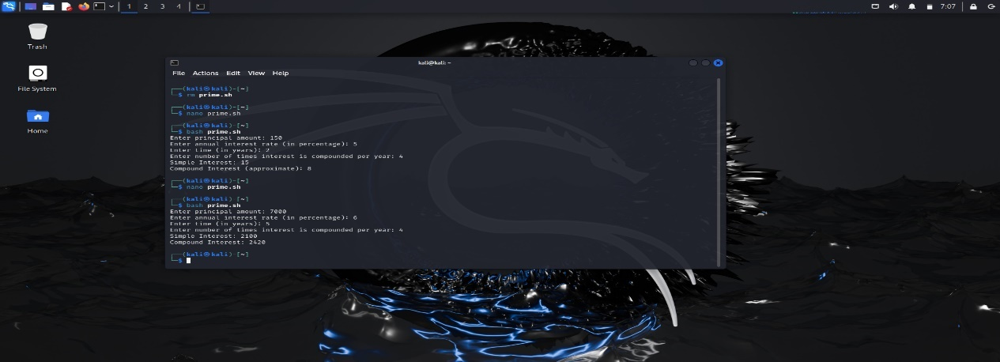 1 2 3 4
7:07
Trash
File System
Home
kali@kali: ~
File Actions Edit View Help
┌──(kali㉿kali)-[~]
└─$ rm prime.sh
┌──(kali㉿kali)-[~]
└─$ nano prime.sh
┌──(kali㉿kali)-[~]
└─$ bash prime.sh
Enter principal amount: 150
Enter annual interest rate (in percentage): 5
Enter time (in years): 2
Enter number of times interest is compounded per year: 4
Simple Interest: 15
Compound Interest (approximate): 8
┌──(kali㉿kali)-[~]
└─$ nano prime.sh
┌──(kali㉿kali)-[~]
└─$ bash prime.sh
Enter principal amount: 7000
Enter annual interest rate (in percentage): 6
Enter time (in years): 5
Enter number of times interest is compounded per year: 4
Simple Interest: 2100
Compound Interest: 2420
┌──(kali㉿kali)-[~]
└─$